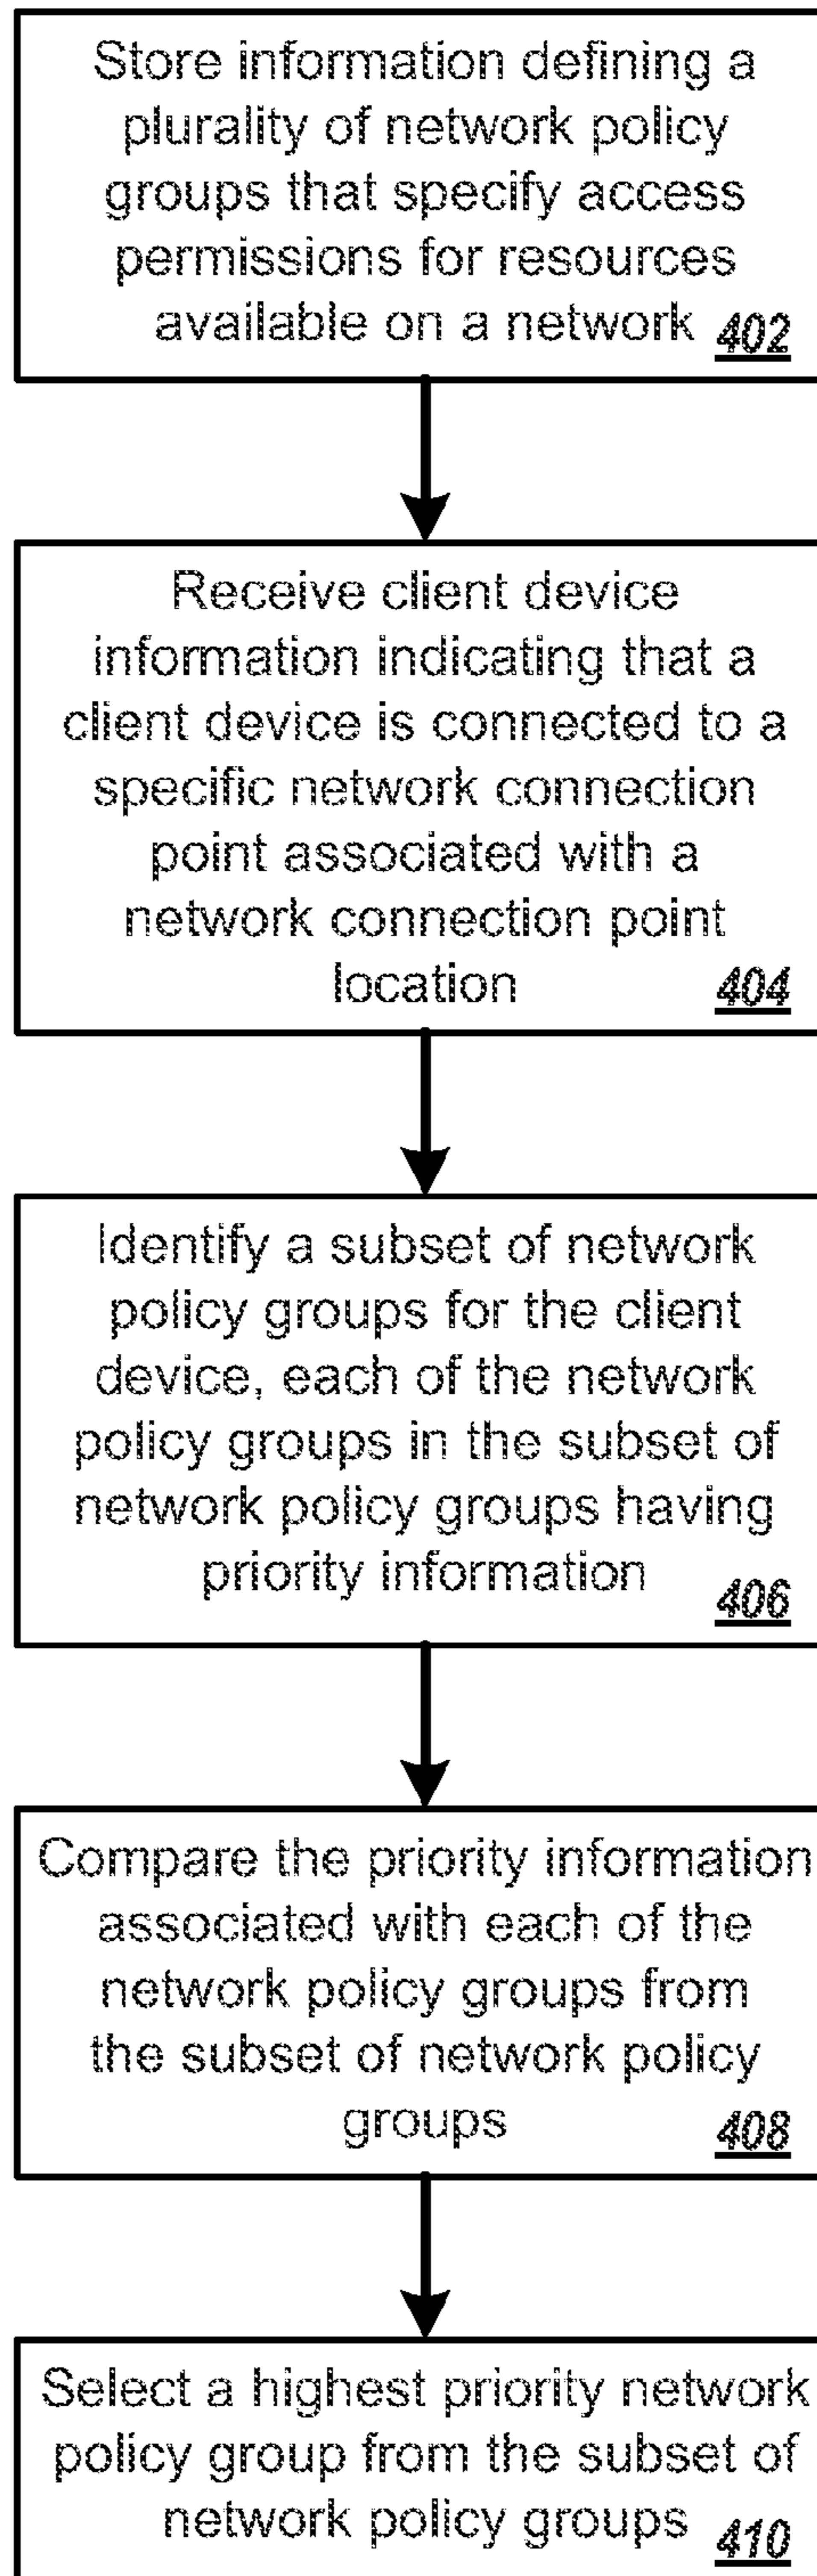 Store information defining a
plurality of network policy
groups that specify access
permissions for resources
available on a network 402
Receive client device
information indicating that a
client device is connected to a
specific network connection
point associated with a
network connection point
location 404
Identify a subset of network
policy groups for the client
device, each of the network
policy groups in the subset of
network policy groups having
priority information 406
Compare the priority information
associated with each of the
network policy groups from
the subset of network policy
groups 408
Select a highest priority network
policy group from the subset of
network policy groups 410